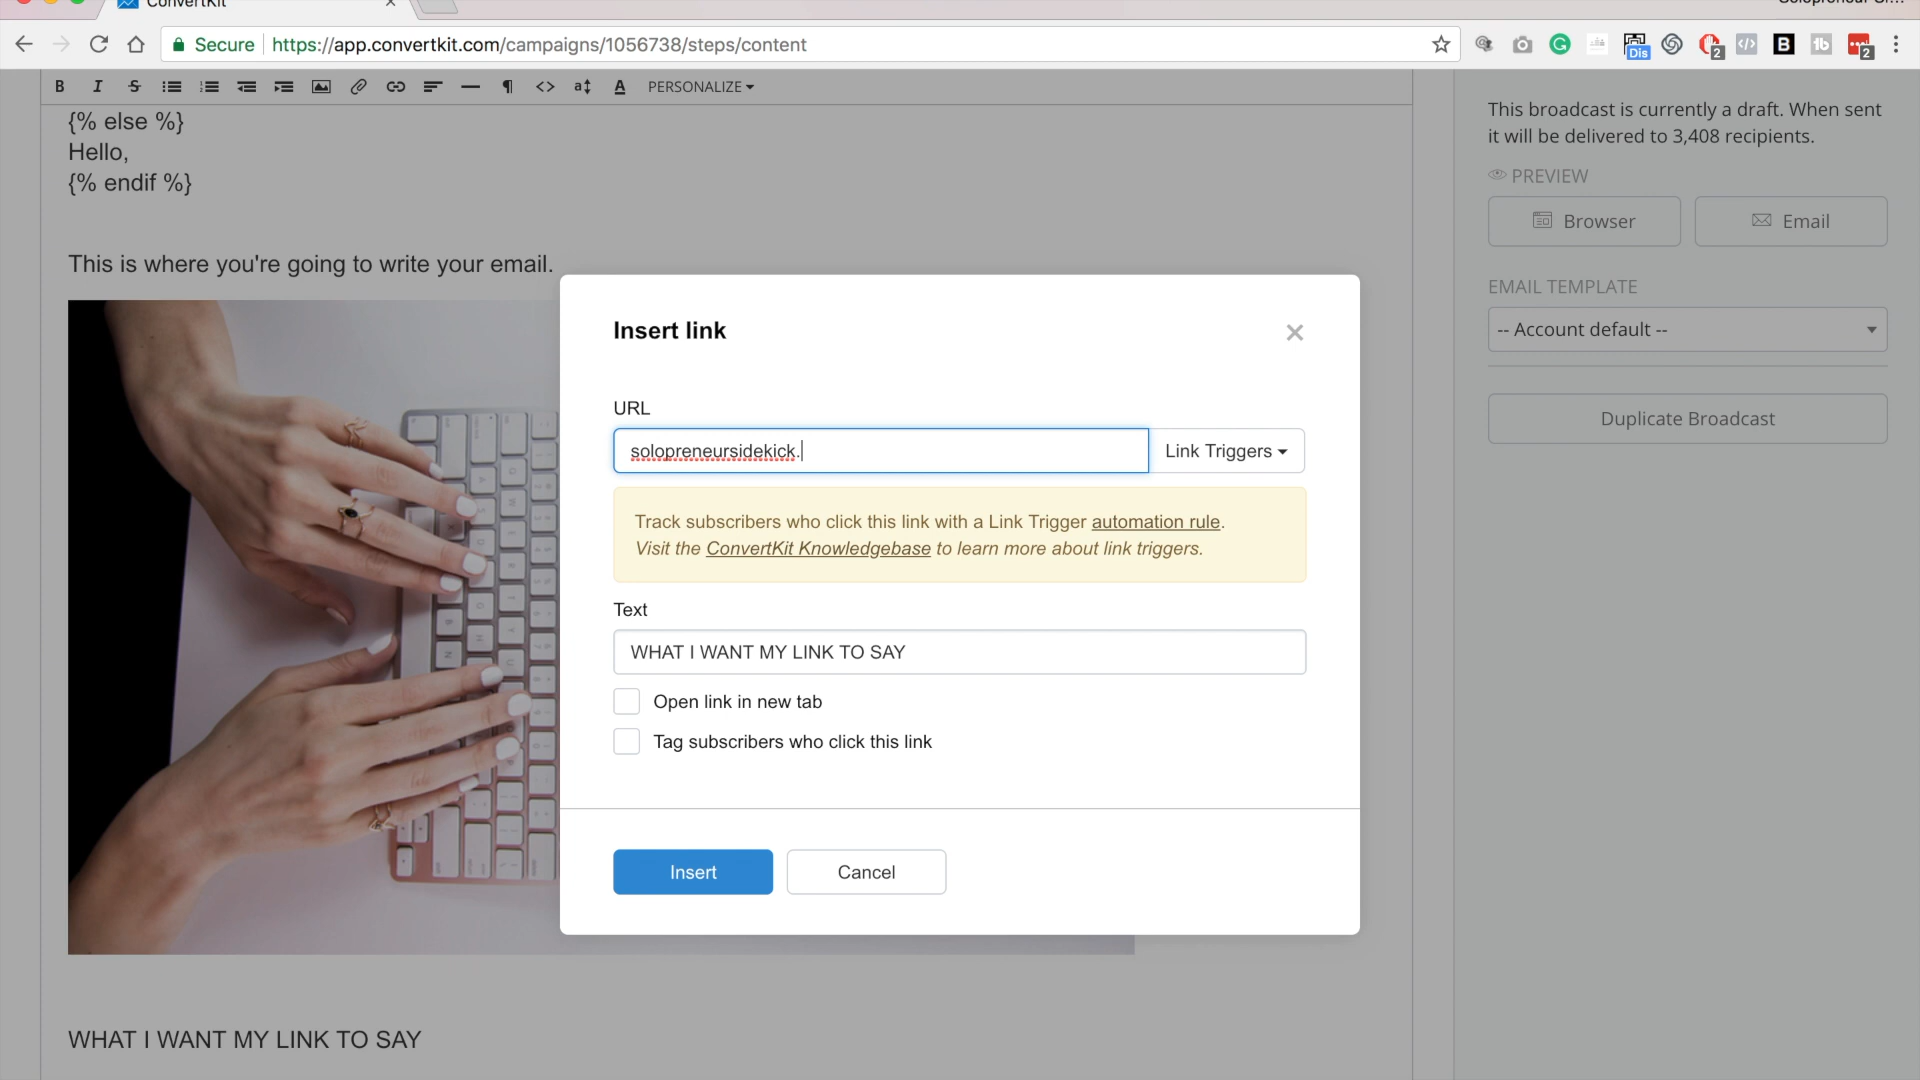 ConvertKit
Secure
https://app.convertkit.com/campaigns/1056738/steps/content
Dis
2
B
tb
2
B I S
a
A
PERSONALIZE
{% else %}
Hello,
{% endif %}
This is where you're going to write your email.
Insert link
URL
solopreneursidekick.
Link Triggers
Track subscribers who click this link with a Link Trigger automation rule.
Visit the ConvertKit Knowledgebase to learn more about link triggers.
Text
WHAT I WANT MY LINK TO SAY
Open link in new tab
Tag subscribers who click this link
Insert
Cancel
WHAT I WANT MY LINK TO SAY
This broadcast is currently a draft. When sent
it will be delivered to 3,408 recipients.
PREVIEW
Browser
Email
EMAIL TEMPLATE
-- Account default --
Duplicate Broadcast